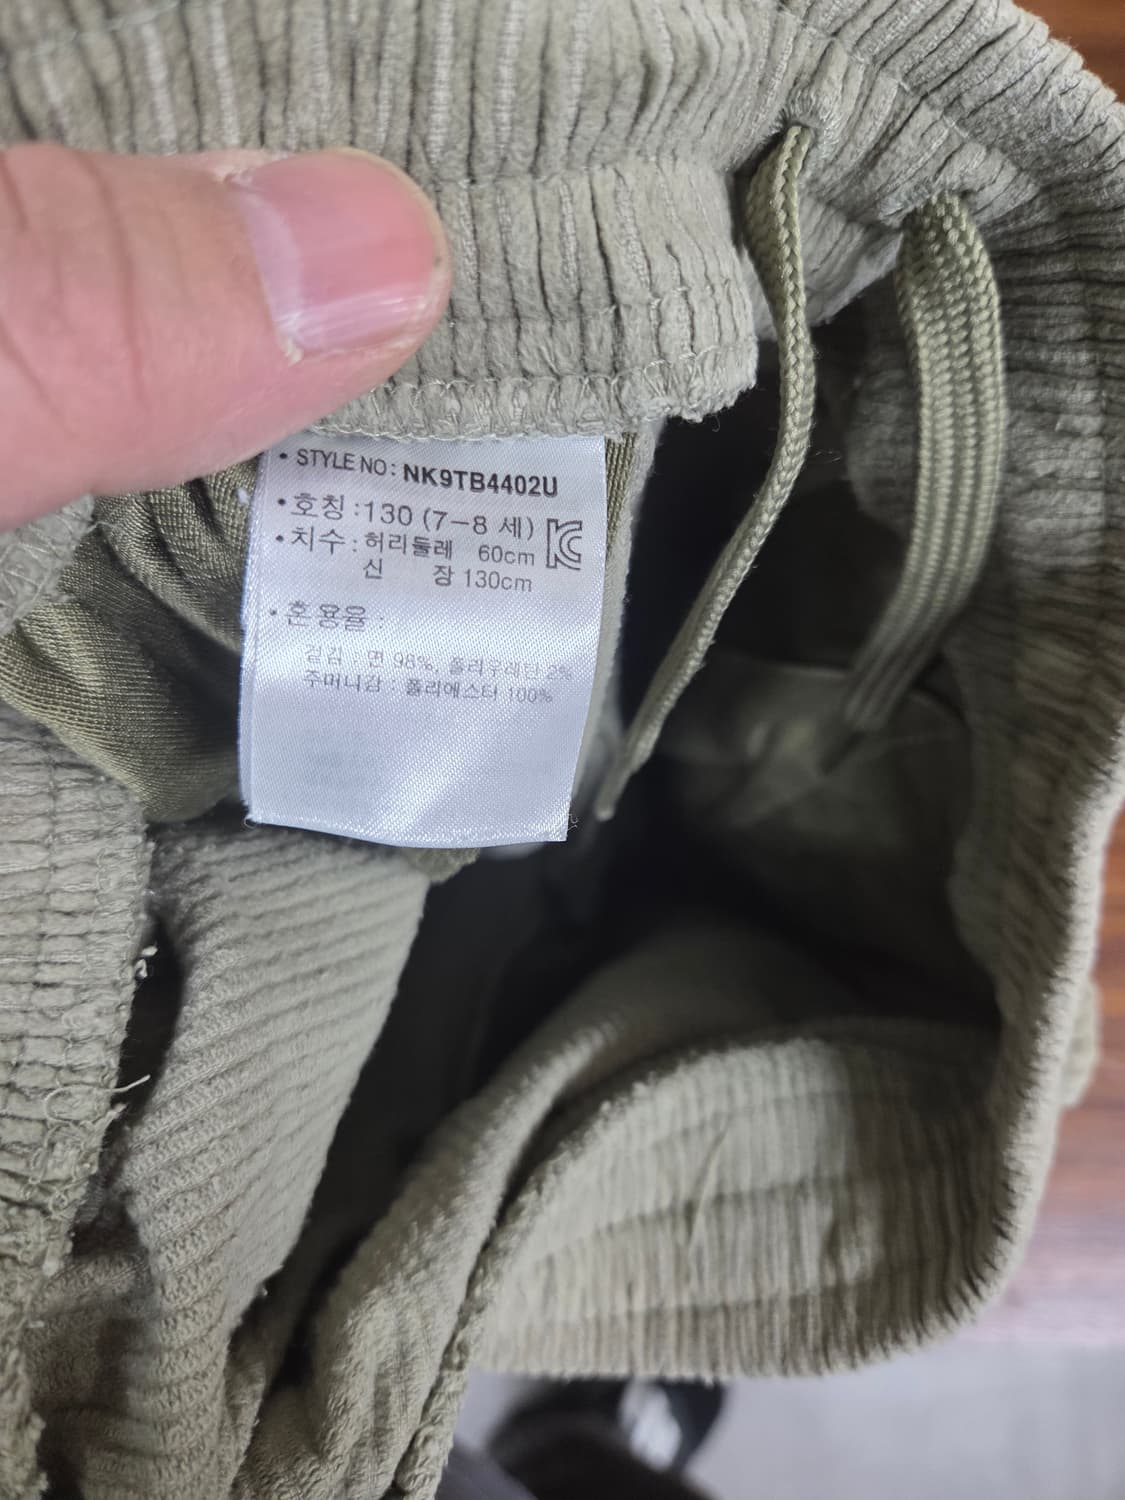 • STYLE NO : NK9TB4402U
• 호칭 : 130 (7-8 세)
• 치수 : 허리둘레 60cm
신 장 130cm
• 혼용율 :
겉감 : 면 98%, 폴리우레탄 2%
주머니감 : 폴리에스터 100%